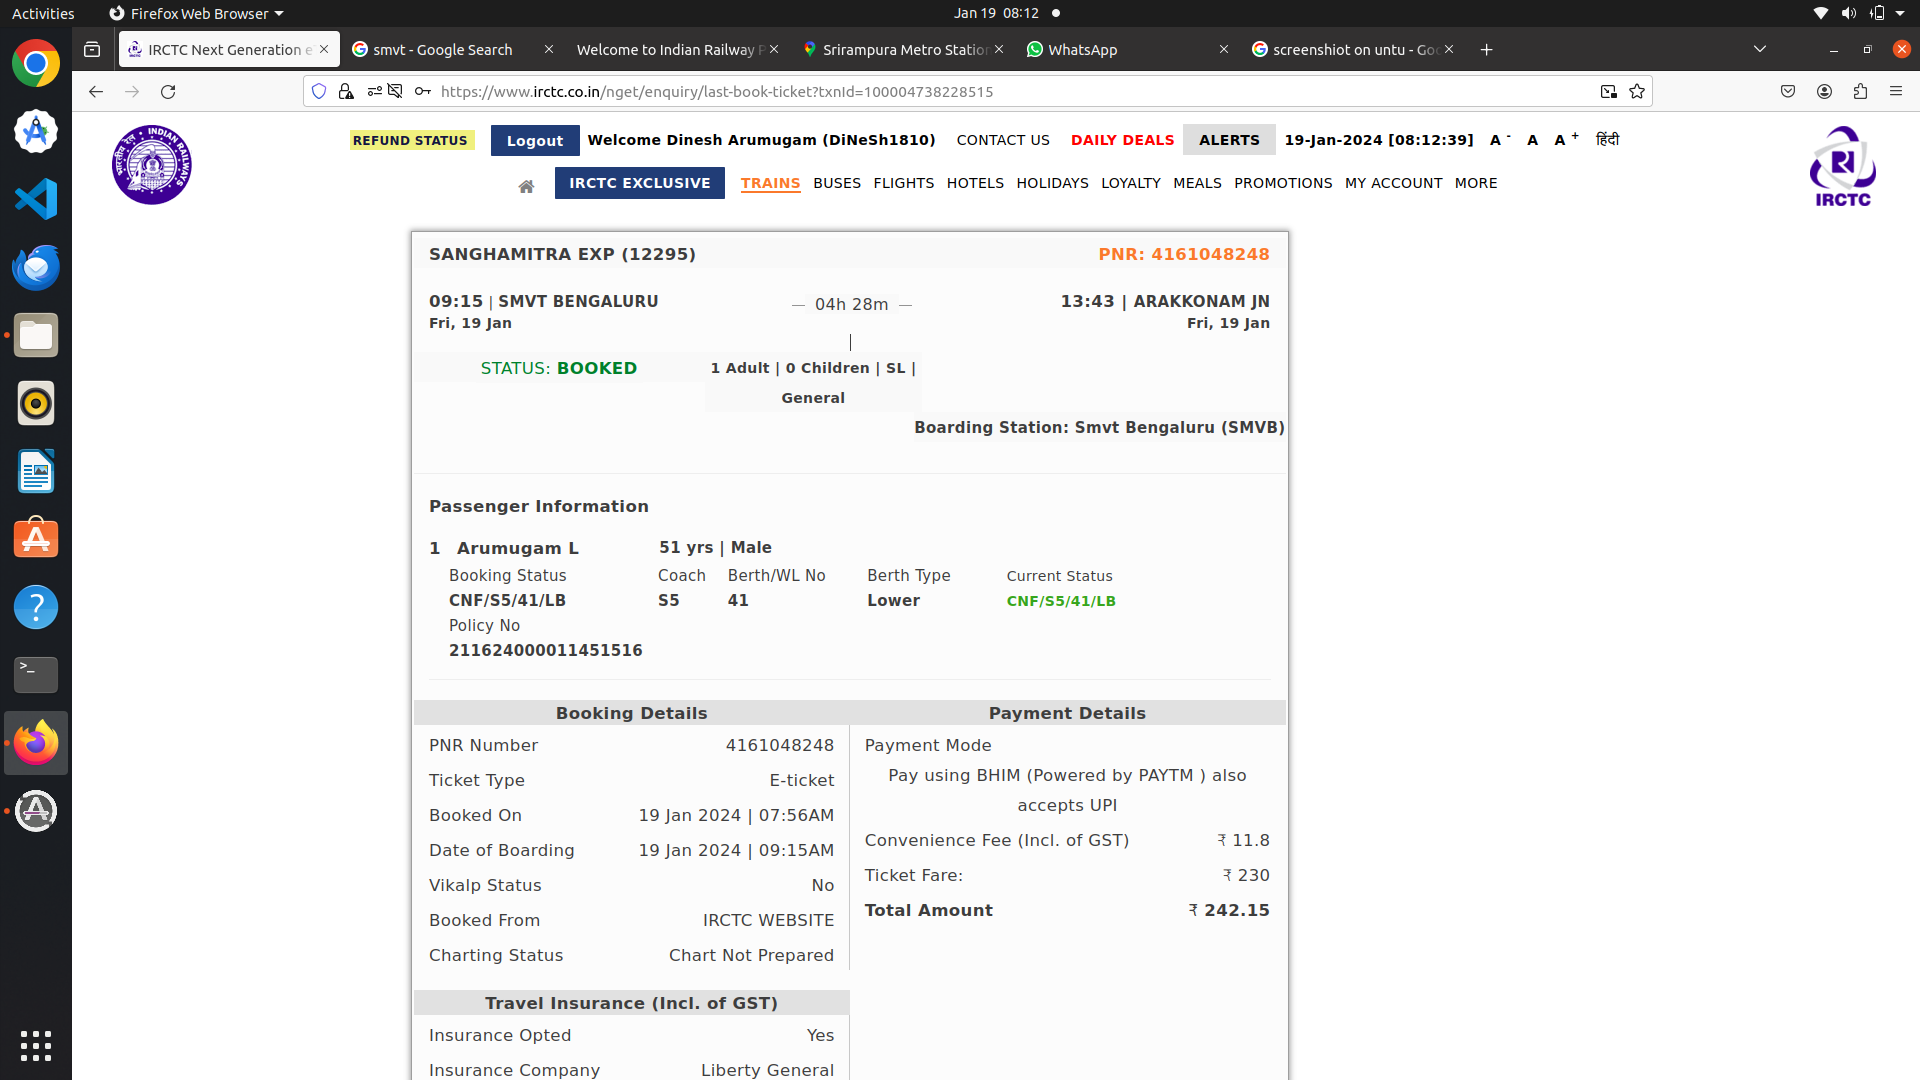 Activities Firefox Web Browser Jan 19 08:12
IRCTC Next Generation e smvt - Google Search Welcome to Indian Railway P Srirampura Metro Station WhatsApp screenshiot on untu - Goo
https://www.irctc.co.in/nget/enquiry/last-book-ticket?txnId=100004738228515
REFUND STATUS Logout Welcome Dinesh Arumugam (DiNeSh1810) CONTACT US DAILY DEALS ALERTS 19-Jan-2024 [08:12:39] A - A A + हिंदी
IRCTC EXCLUSIVE TRAINS BUSES FLIGHTS HOTELS HOLIDAYS LOYALTY MEALS PROMOTIONS MY ACCOUNT MORE
IRCTC
SANGHAMITRA EXP (12295) PNR: 4161048248
09:15 | SMVT BENGALURU — 04h 28m — 13:43 | ARAKKONAM JN
Fri, 19 Jan Fri, 19 Jan
|
STATUS: BOOKED 1 Adult | 0 Children | SL |
General
Boarding Station: Smvt Bengaluru (SMVB)
Passenger Information
1 Arumugam L 51 yrs | Male
Booking Status Coach Berth/WL No Berth Type Current Status
CNF/S5/41/LB S5 41 Lower CNF/S5/41/LB
Policy No
211624000011451516
Booking Details Payment Details
PNR Number 4161048248 Payment Mode
Pay using BHIM (Powered by PAYTM ) also
Ticket Type E-ticket
accepts UPI
Booked On 19 Jan 2024 | 07:56AM
Convenience Fee (Incl. of GST) ₹ 11.8
Date of Boarding 19 Jan 2024 | 09:15AM
Ticket Fare: ₹ 230
Vikalp Status No
Total Amount ₹ 242.15
Booked From IRCTC WEBSITE
Charting Status Chart Not Prepared
Travel Insurance (Incl. of GST)
Insurance Opted Yes
Insurance Company Liberty General